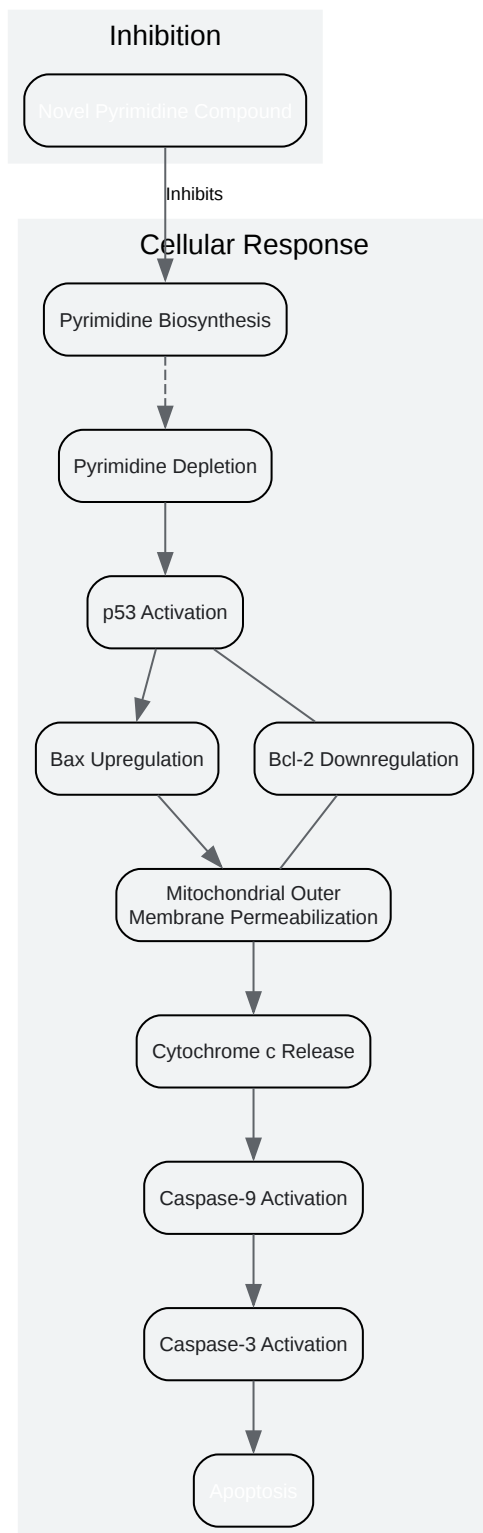 Inhibition
Novel Pyrimidine Compound
Inhibits
Cellular Response
Pyrimidine Biosynthesis
Pyrimidine Depletion
p53 Activation
Bax Upregulation
Bcl-2 Downregulation
Mitochondrial Outer
Membrane Permeabilization
Cytochrome c Release
Caspase-9 Activation
Caspase-3 Activation
Apoptosis